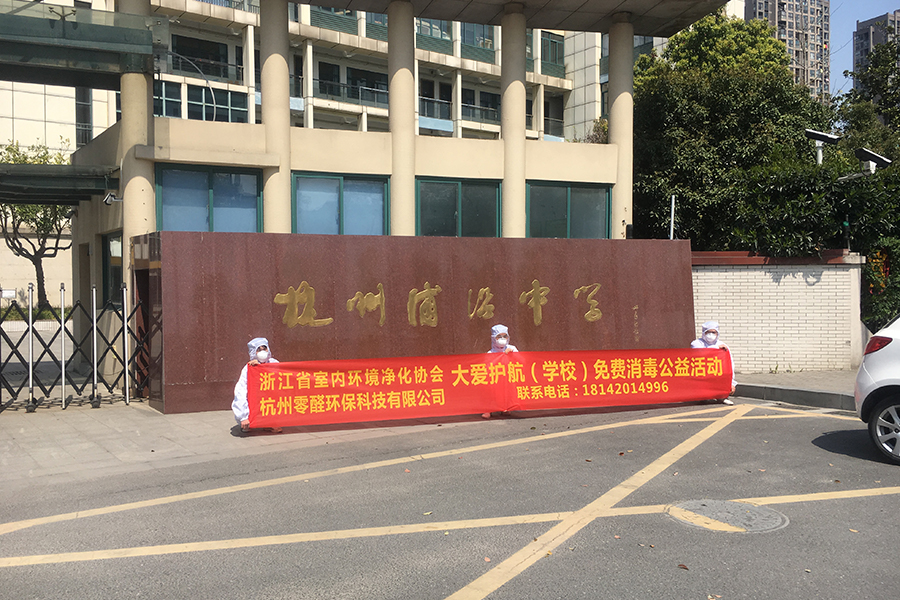 杭州浦沿中学
浙江省室内环境净化协会
杭州零醛环保科技有限公司
大爱护航（学校）免费消毒公益活动
联系电话：18142014996